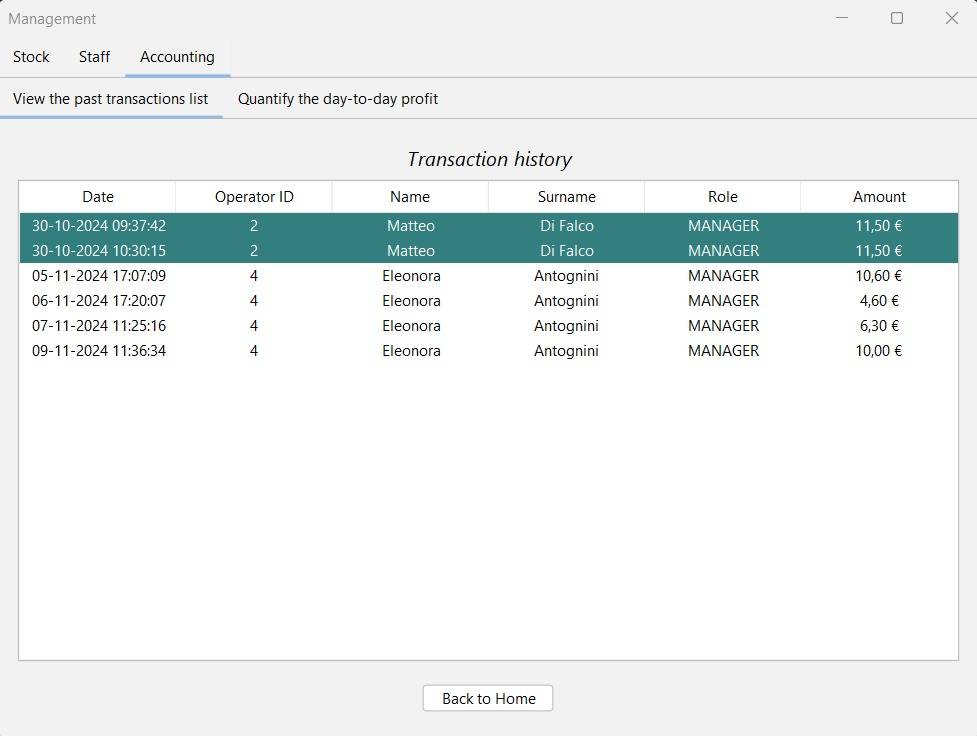 Management
Stock Staff Accounting
View the past transactions list Quantify the day-to-day profit
Transaction history
Date Operator ID Name Surname Role Amount
30-10-2024 09:37:42 2 Matteo Di Falco MANAGER 11,50 €
30-10-2024 10:30:15 2 Matteo Di Falco MANAGER 11,50 €
05-11-2024 17:07:09 4 Eleonora Antognini MANAGER 10,60 €
06-11-2024 17:20:07 4 Eleonora Antognini MANAGER 4,60 €
07-11-2024 11:25:16 4 Eleonora Antognini MANAGER 6,30 €
09-11-2024 11:36:34 4 Eleonora Antognini MANAGER 10,00 €
Back to Home